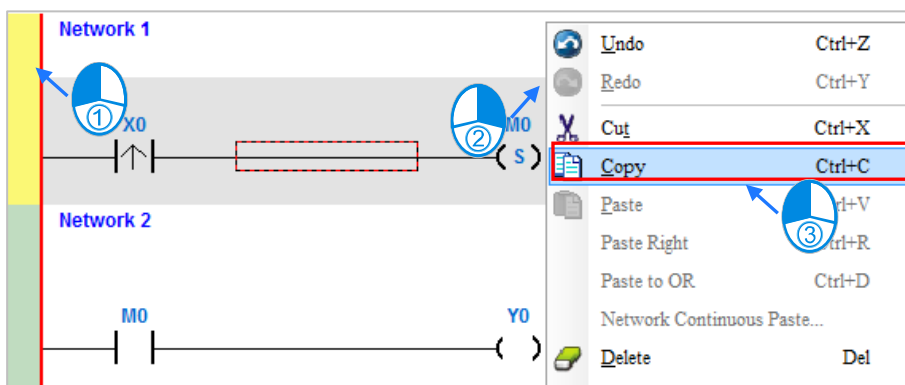 Network 1
X0
M0
S
Network 2
M0
Y0
①
②
③
Undo Ctrl+Z
Redo Ctrl+Y
Cut Ctrl+X
Copy Ctrl+C
Paste
Paste Right
Paste to OR Ctrl+D
Network Continuous Paste...
Delete Del